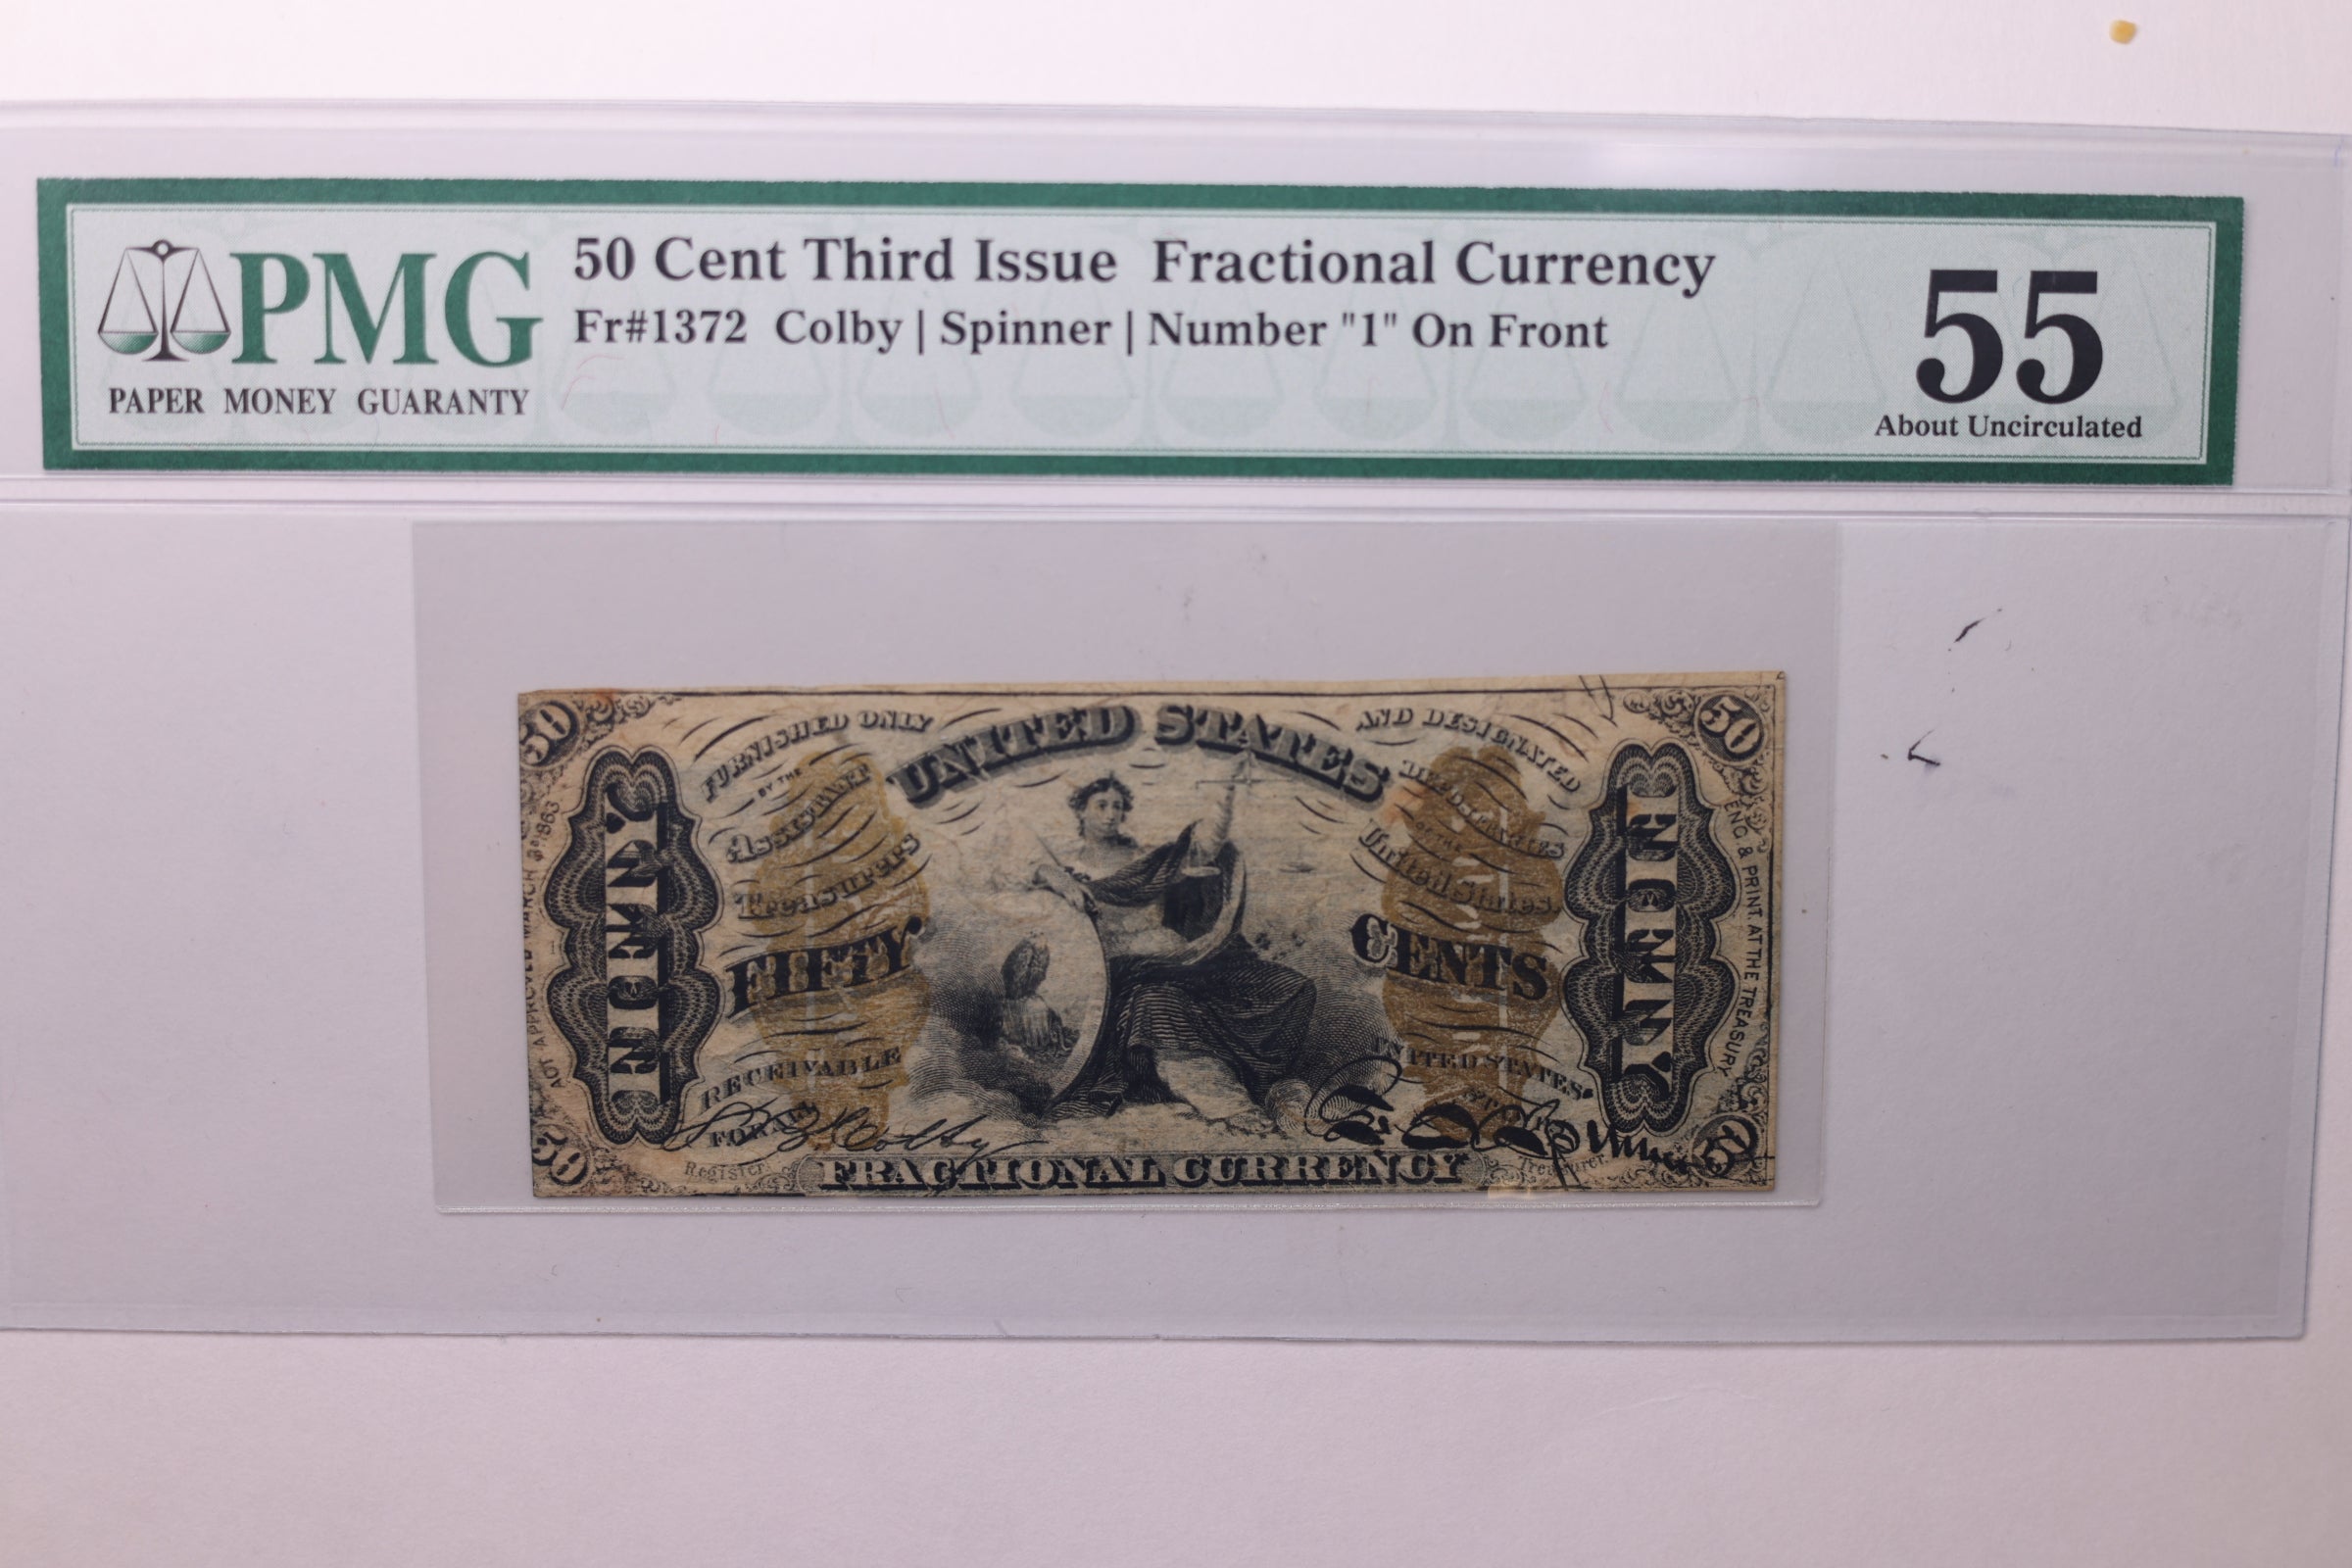 PMG
PAPER MONEY GUARANTY
50 Cent Third Issue Fractional Currency
Fr#1372 Colby | Spinner | Number "1" On Front
55
About Uncirculated
50
50
FURNISHED ONLY
UNITED STATES
AND DESIGNATED
BY THE
ASSISTANT
DEPOSITARIES
OF THE
Treasurers
United States.
FIFTY
CENTS
RECEIVABLE
UNITED STATES
FOR ALL
Colby
Spinner
Register
FRACTIONAL CURRENCY
Treasurer.
50
50
ACT APPROVED MARCH 3d 1863
ENG. & PRINT. AT THE TREASURY